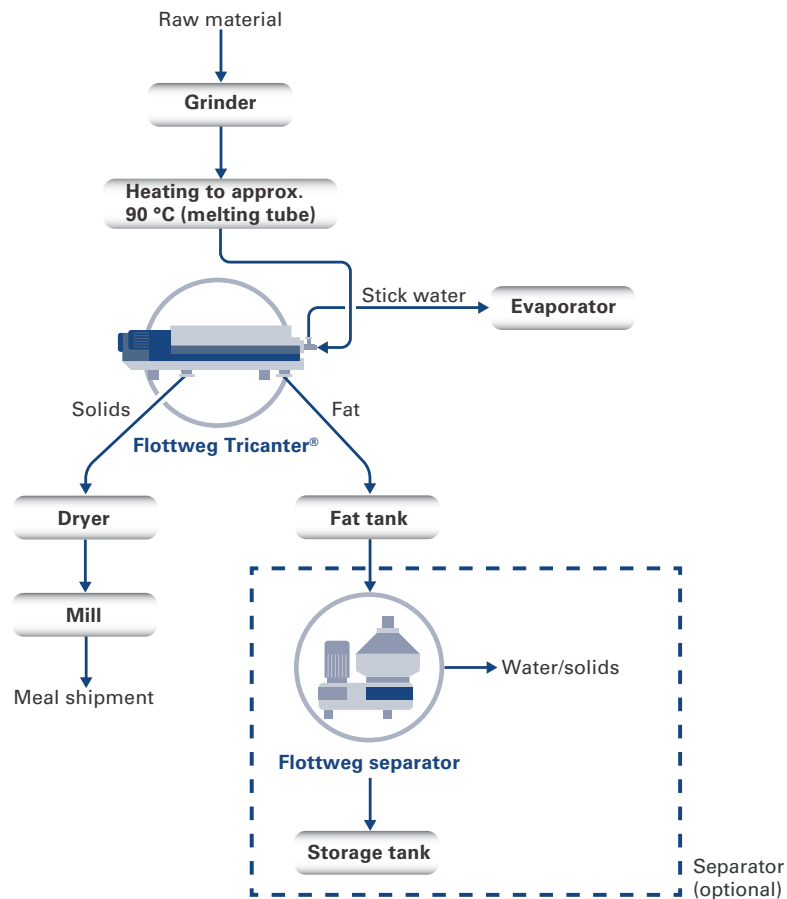 Raw material
Grinder
Heating to approx.
90 °C (melting tube)
Stick water
Evaporator
Solids
Fat
Flottweg Tricanter®
Dryer
Fat tank
Mill
Water/solids
Meal shipment
Flottweg separator
Storage tank
Separator
(optional)